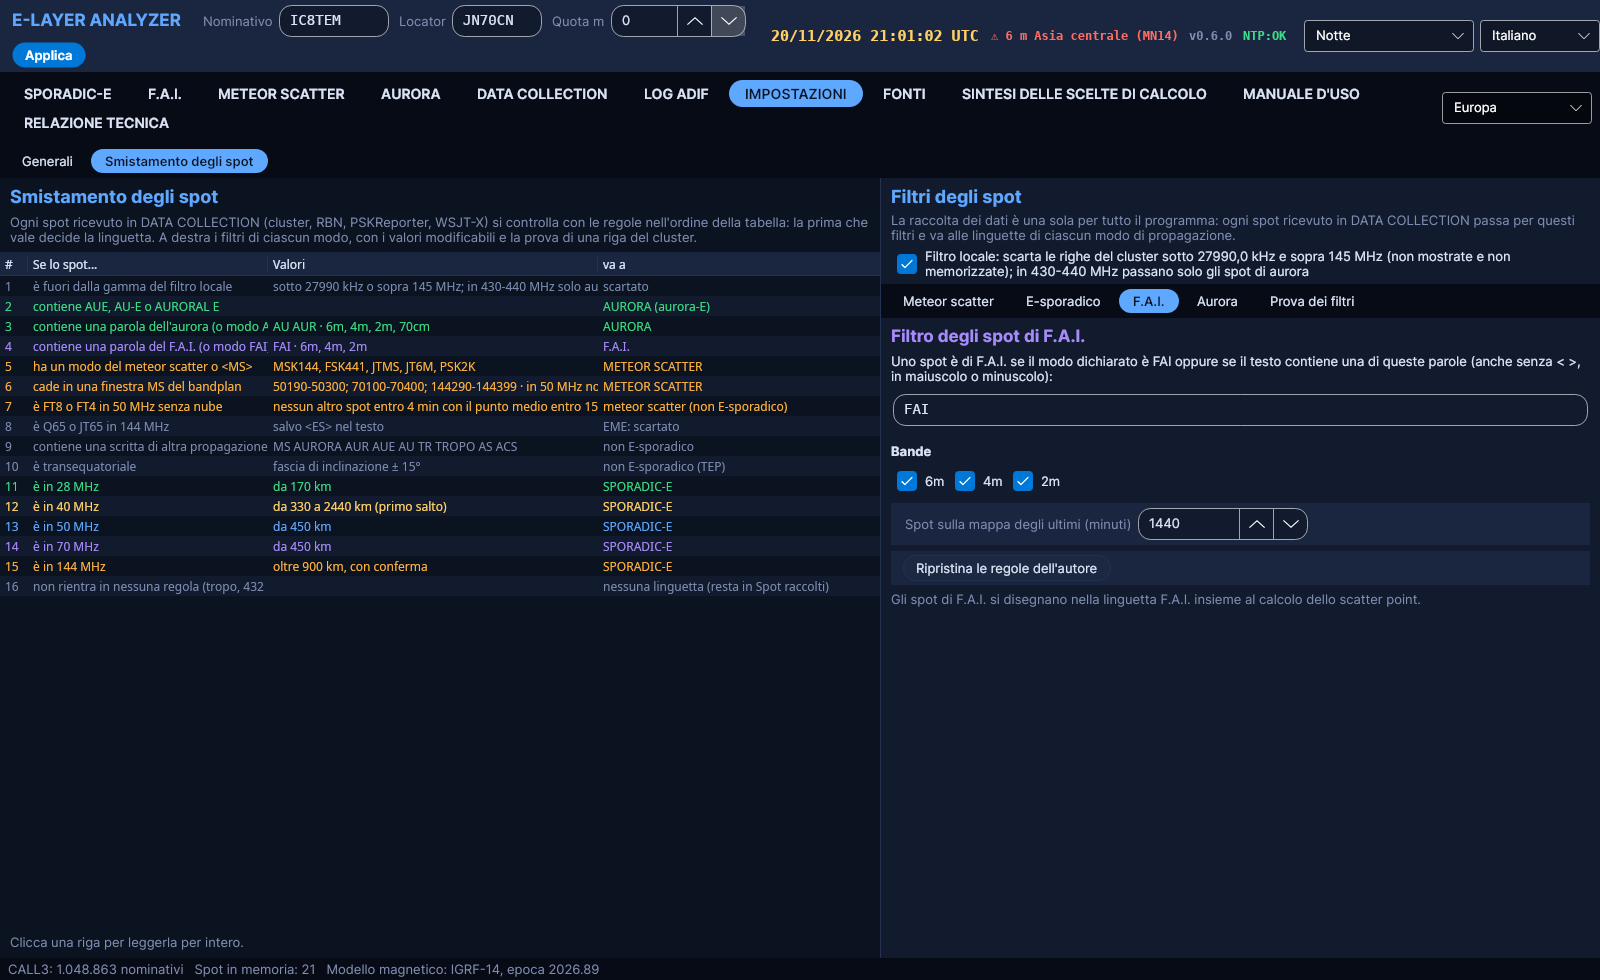 E-LAYER ANALYZER Nominativo IC8TEM Locator JN70CN Quota m 0
Applica
20/11/2026 21:01:02 UTC ⚠ 6 m Asia centrale (MN14) v0.6.0 NTP:OK Notte Italiano
SPORADIC-E F.A.I. METEOR SCATTER AURORA DATA COLLECTION LOG ADIF IMPOSTAZIONI FONTI SINTESI DELLE SCELTE DI CALCOLO MANUALE D'USO
RELAZIONE TECNICA
Europa
Generali Smistamento degli spot
Smistamento degli spot
Ogni spot ricevuto in DATA COLLECTION (cluster, RBN, PSKReporter, WSJT-X) si controlla con le regole nell'ordine della tabella: la prima che
vale decide la linguetta. A destra i filtri di ciascun modo, con i valori modificabili e la prova di una riga del cluster.
# Se lo spot... Valori va a
1 è fuori dalla gamma del filtro locale sotto 27990 kHz o sopra 145 MHz; in 430-440 MHz solo au scartato
2 contiene AUE, AU-E o AURORAL E AURORA (aurora-E)
3 contiene una parola dell'aurora (o modo A AU AUR · 6m, 4m, 2m, 70cm AURORA
4 contiene una parola del F.A.I. (o modo FAI FAI · 6m, 4m, 2m F.A.I.
5 ha un modo del meteor scatter o <MS> MSK144, FSK441, JTMS, JT6M, PSK2K METEOR SCATTER
6 cade in una finestra MS del bandplan 50190-50300; 70100-70400; 144290-144399 · in 50 MHz nc METEOR SCATTER
7 è FT8 o FT4 in 50 MHz senza nube nessun altro spot entro 4 min con il punto medio entro 15 meteor scatter (non E-sporadico)
8 è Q65 o JT65 in 144 MHz salvo <ES> nel testo EME: scartato
9 contiene una scritta di altra propagazione MS AURORA AUR AUE AU TR TROPO AS ACS non E-sporadico
10 è transequatoriale fascia di inclinazione ± 15° non E-sporadico (TEP)
11 è in 28 MHz da 170 km SPORADIC-E
12 è in 40 MHz da 330 a 2440 km (primo salto) SPORADIC-E
13 è in 50 MHz da 450 km SPORADIC-E
14 è in 70 MHz da 450 km SPORADIC-E
15 è in 144 MHz oltre 900 km, con conferma SPORADIC-E
16 non rientra in nessuna regola (tropo, 432 nessuna linguetta (resta in Spot raccolti)
Clicca una riga per leggerla per intero.
Filtri degli spot
La raccolta dei dati è una sola per tutto il programma: ogni spot ricevuto in DATA COLLECTION passa per questi
filtri e va alle linguette di ciascun modo di propagazione.
Filtro locale: scarta le righe del cluster sotto 27990,0 kHz e sopra 145 MHz (non mostrate e non
memorizzate); in 430-440 MHz passano solo gli spot di aurora
Meteor scatter E-sporadico F.A.I. Aurora Prova dei filtri
Filtro degli spot di F.A.I.
Uno spot è di F.A.I. se il modo dichiarato è FAI oppure se il testo contiene una di queste parole (anche senza < >,
in maiuscolo o minuscolo):
FAI
Bande
6m 4m 2m
Spot sulla mappa degli ultimi (minuti) 1440
Ripristina le regole dell'autore
Gli spot di F.A.I. si disegnano nella linguetta F.A.I. insieme al calcolo dello scatter point.
CALL3: 1.048.863 nominativi Spot in memoria: 21 Modello magnetico: IGRF-14, epoca 2026.89